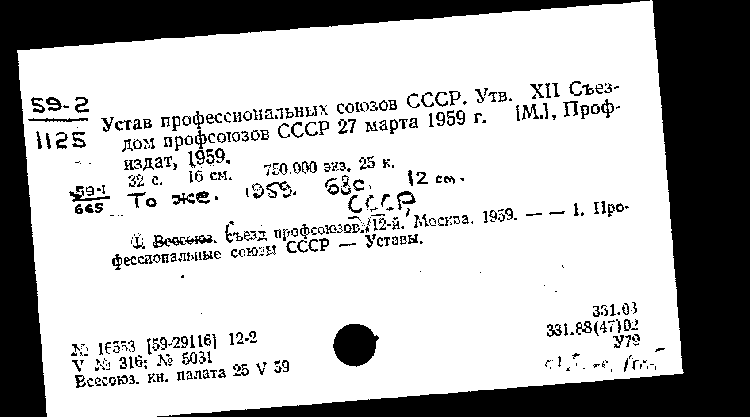 59-2
1125
Устав профессиональных союзов СССР. Утв. XII Съез-
дом профсоюзов СССР 27 марта 1959 г. [М.], Проф-
издат, 1959.
32 с. 16 см. 750.000 экз. 25 к.
59-1
665
То же. 1959. 68с. 12 см.
СССР
I. Всесоюз. Съезд профсоюзов, 12-й. Москва. 1959. — — 1. Про-
фессиональные союзы СССР — Уставы.
№ 16553 [59-29116] 12-2
V № 316; № 5031
Всесоюз. кн. палата 25 V 59
331.03
331.88(47)02
У79